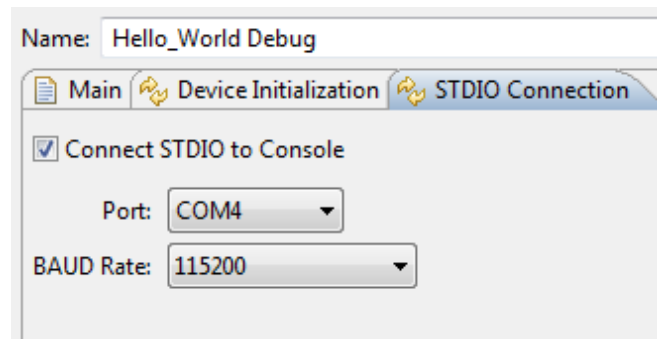 Name: Hello_World Debug
Main Device Initialization STDIO Connection
Connect STDIO to Console
Port: COM4
BAUD Rate: 115200